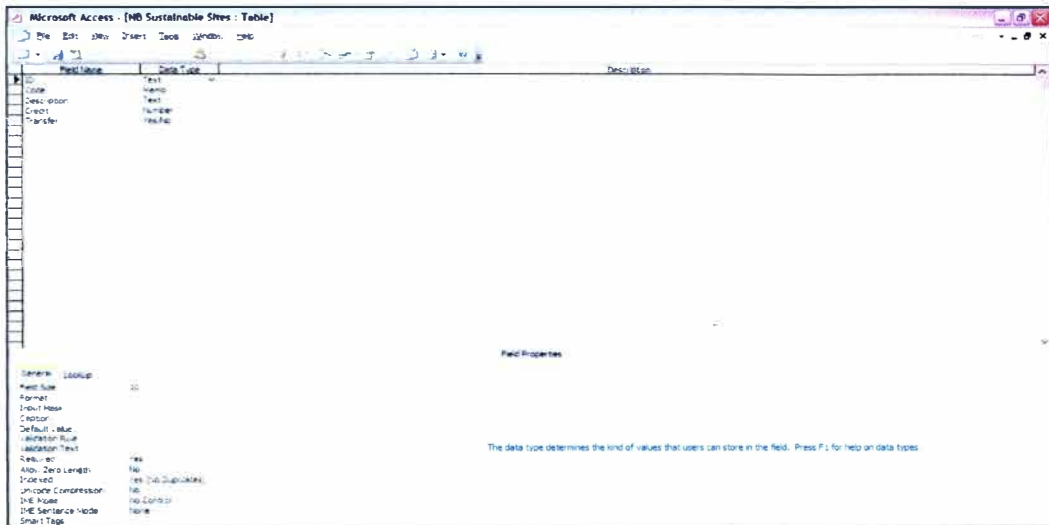 Microsoft Access - [NB Sustainable Sites : Table]
File Edit View Insert Tools Window Help
Field Name Data Type Description
ID Text
Code Memo
Description Text
Credit Number
Transfer Yes/No
Field Properties
General Lookup
Field Size
Format
Input Mask
Caption
Default Value
Validation Rule
Validation Text
Required Yes
Allow Zero Length No
Indexed Yes (No Duplicates)
Unicode Compression No
IME Mode No Control
IME Sentence Mode None
Smart Tags
The data type determines the kind of values that users can store in the field. Press F1 for help on data types.